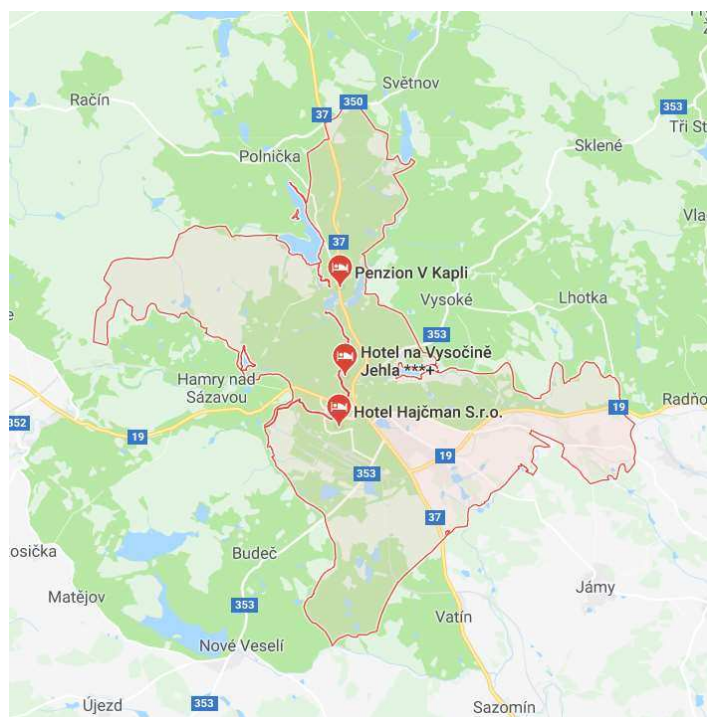 Světnov
353
Račín
37
350
Tři St
Sklené
Polnička
Vla
37
Penzion V Kapli
Vysoké
Lhotka
353
Hotel na Vysočině
Jehla ***+
Hamry nad
Sázavou
Hotel Hajčman S.r.o.
19
Radňo
352
19
19
353
37
osička
Budeč
Jámy
Matějov
353
Vatín
Nové Veselí
Újezd
353
Sazomín